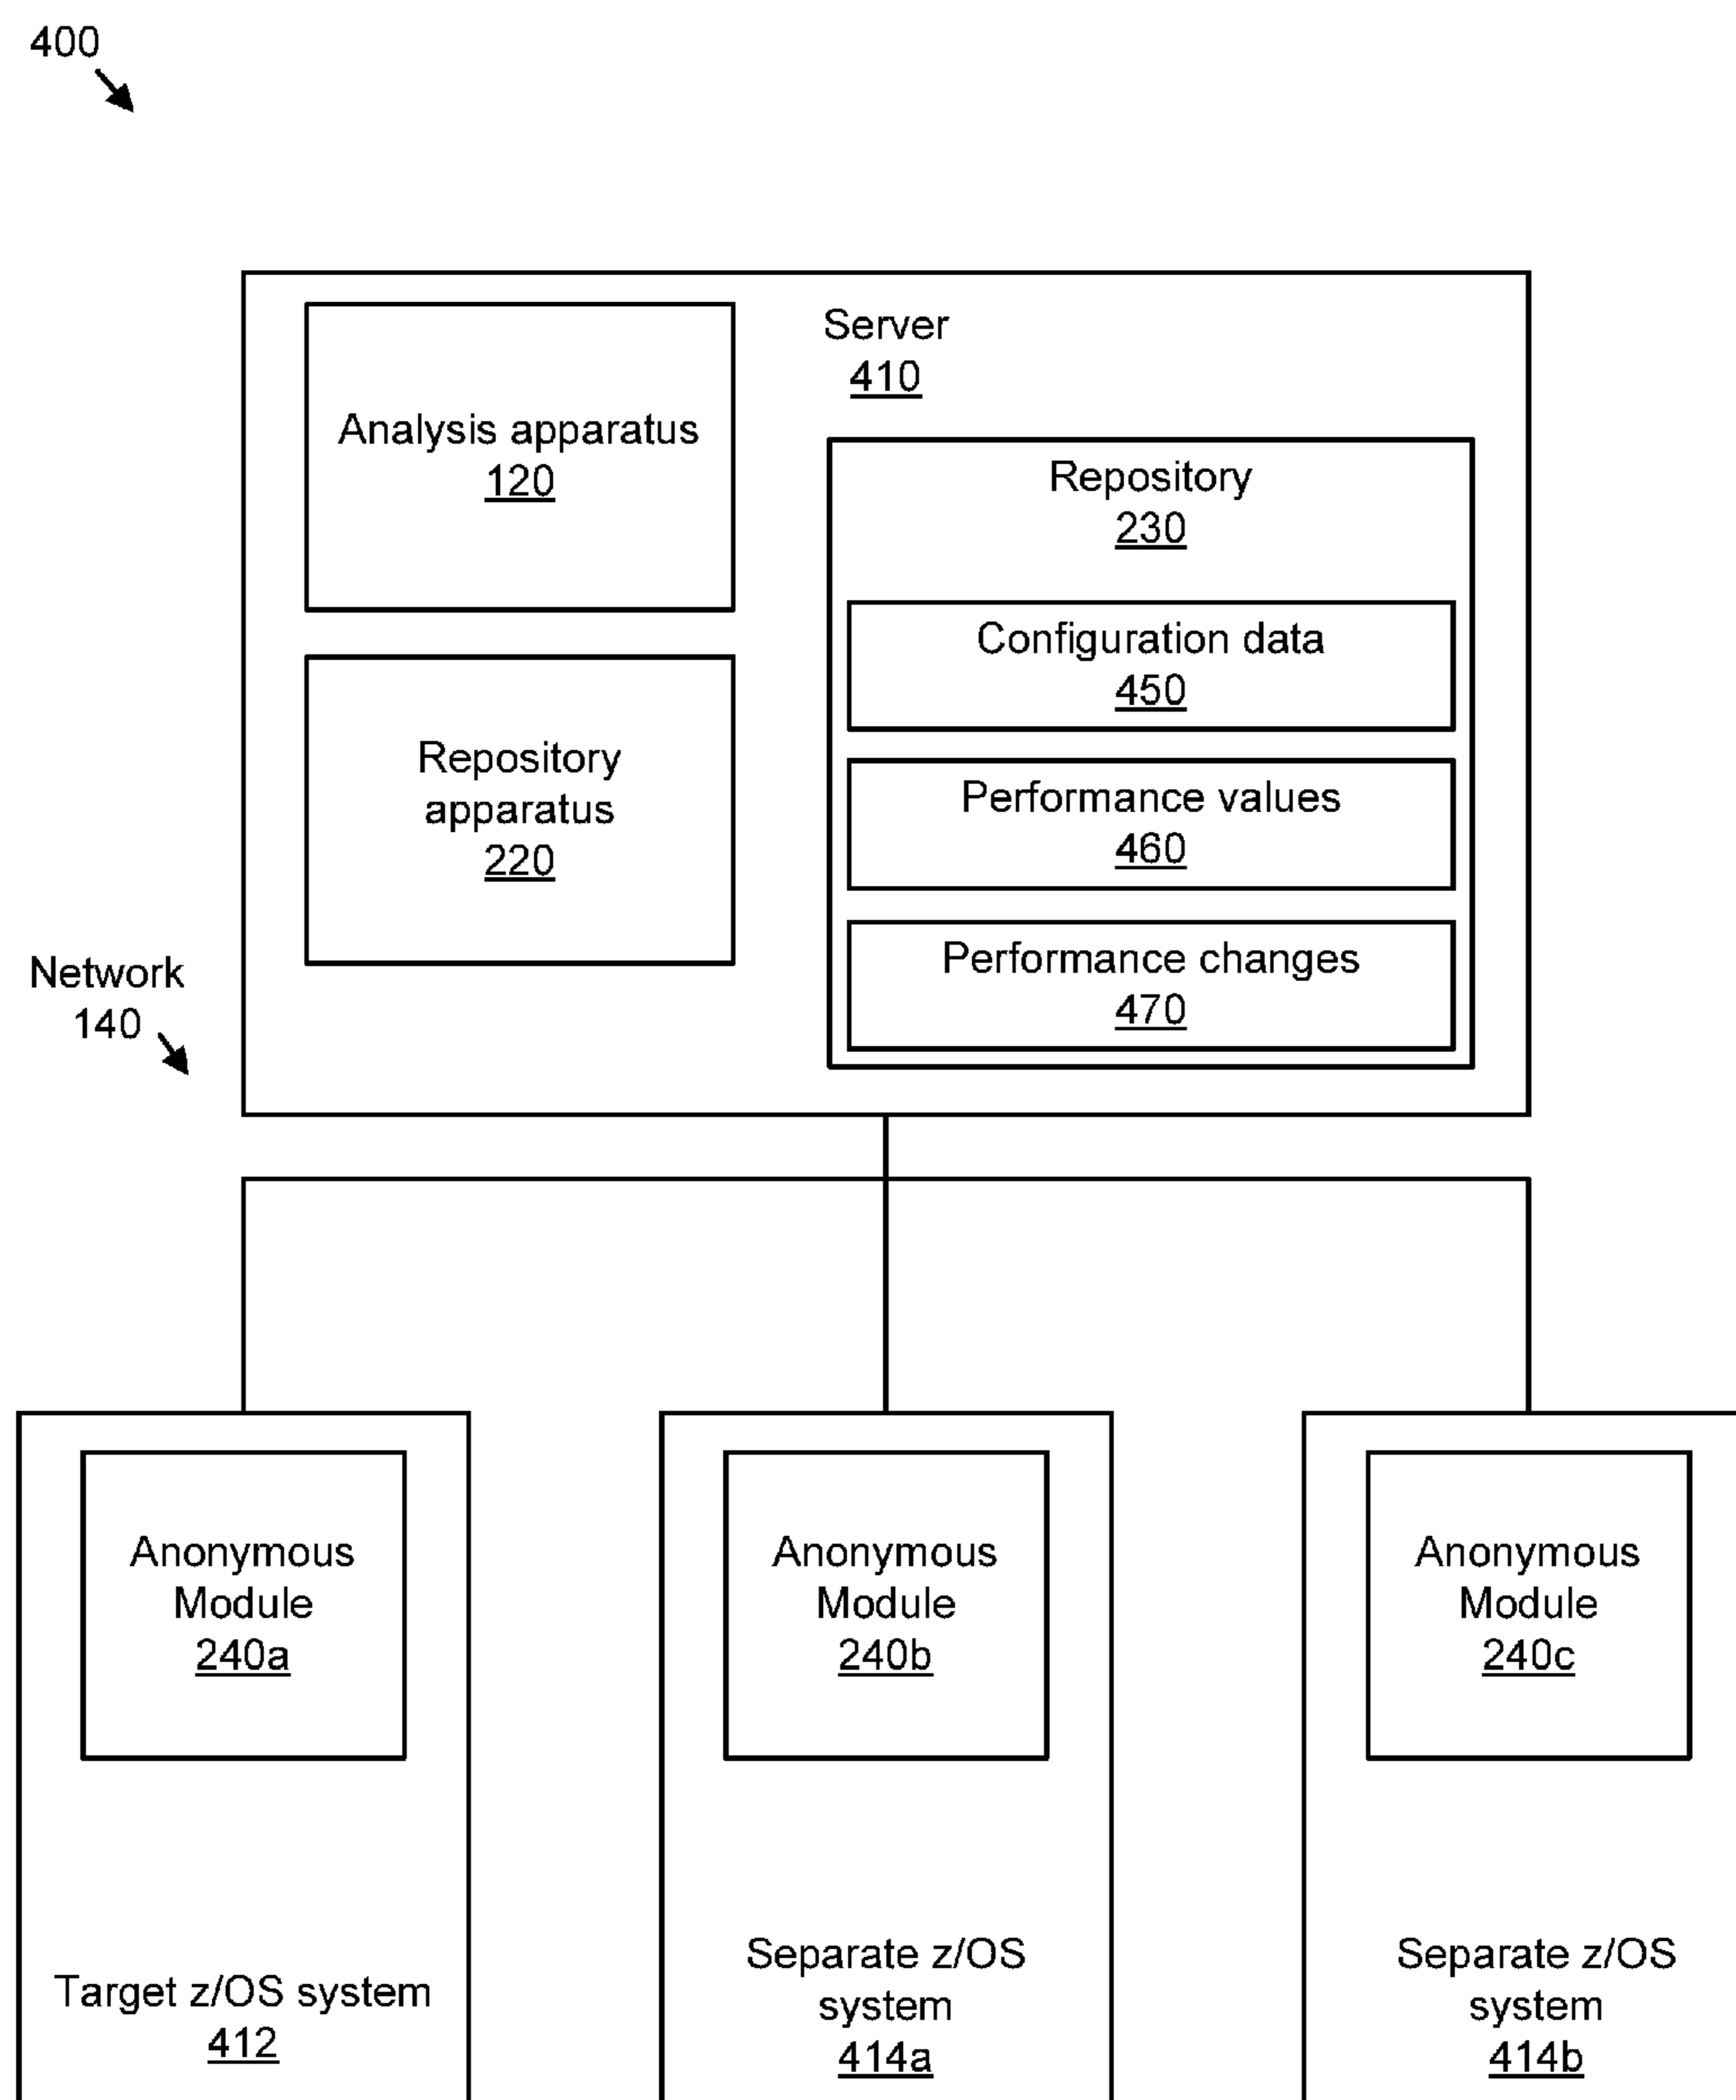 400
Server
410
Analysis apparatus
120
Repository
230
Configuration data
450
Repository
apparatus
220
Performance values
460
Performance changes
470
Network
140
Anonymous
Module
240a
Anonymous
Module
240b
Anonymous
Module
240c
Target z/OS system
412
Separate z/OS
system
414a
Separate z/OS
system
414b